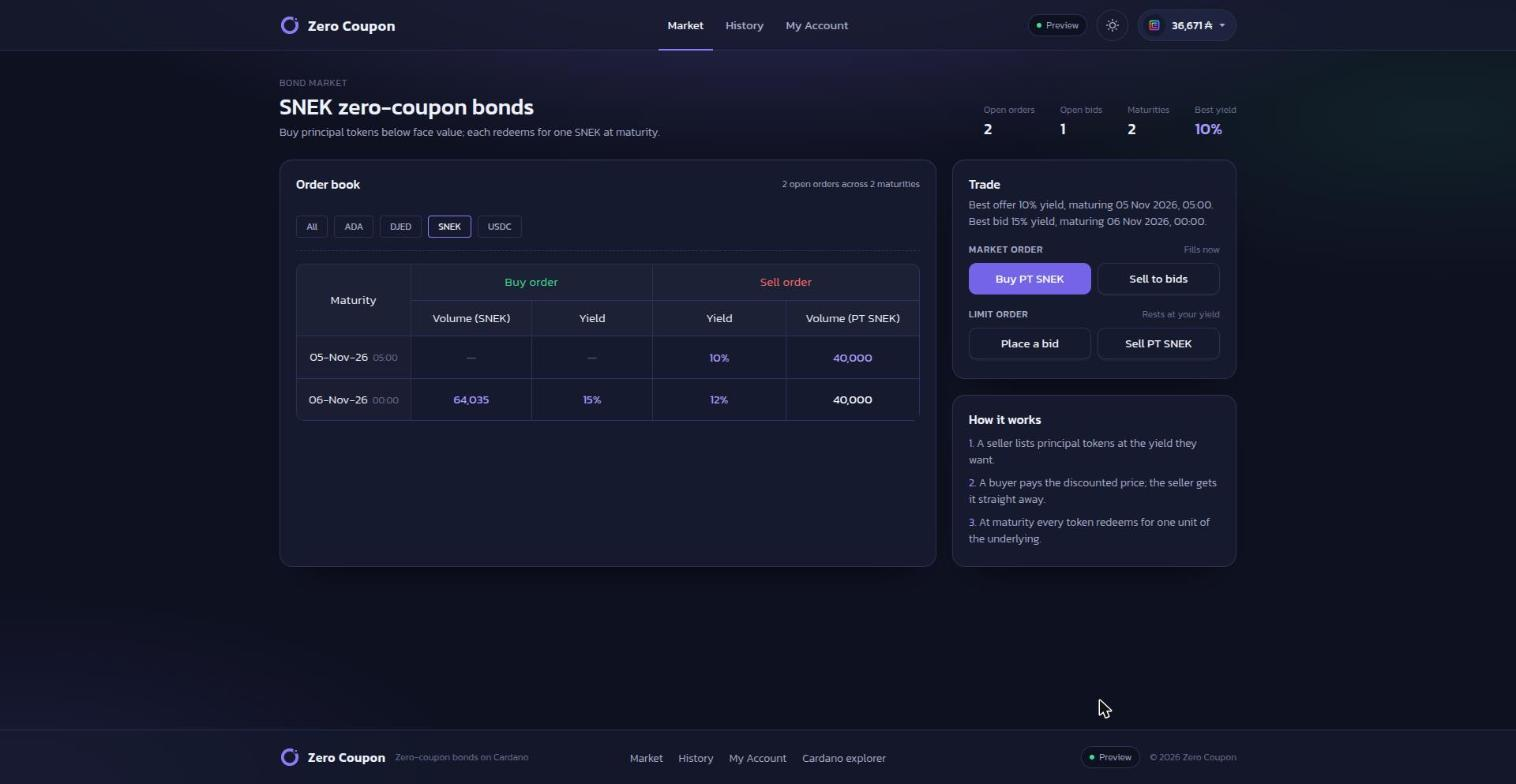 Zero Coupon
Market History My Account
Preview
36,671 ₳
BOND MARKET
SNEK zero-coupon bonds
Buy principal tokens below face value; each redeems for one SNEK at maturity.
Open orders Open bids Maturities Best yield
2 1 2 10%
Order book
2 open orders across 2 maturities
All ADA DJED SNEK USDC
Maturity Buy order Sell order
Volume (SNEK) Yield Yield Volume (PT SNEK)
05-Nov-26 05:00 — — 10% 40,000
06-Nov-26 00:00 64,035 15% 12% 40,000
Trade
Best offer 10% yield, maturing 05 Nov 2026, 05:00.
Best bid 15% yield, maturing 06 Nov 2026, 00:00.
MARKET ORDER Fills now
Buy PT SNEK Sell to bids
LIMIT ORDER Rests at your yield
Place a bid Sell PT SNEK
How it works
1. A seller lists principal tokens at the yield they
want.
2. A buyer pays the discounted price; the seller gets
it straight away.
3. At maturity every token redeems for one unit of
the underlying.
Zero Coupon Zero-coupon bonds on Cardano
Market History My Account Cardano explorer
Preview © 2026 Zero Coupon